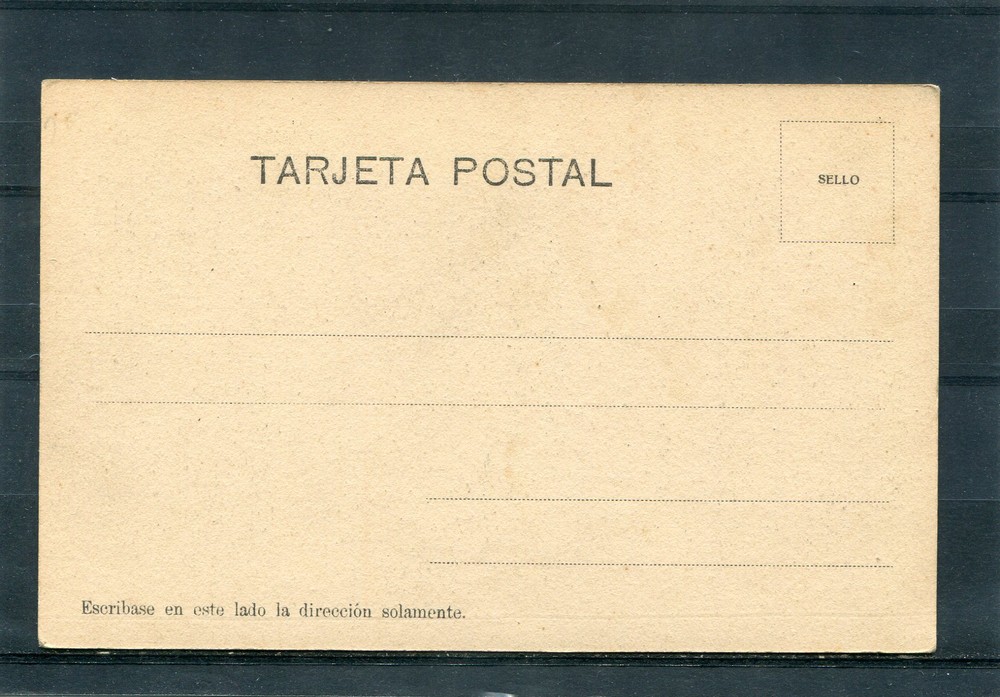 TARJETA POSTAL
SELLO
Escribase en este lado la dirección solamente.